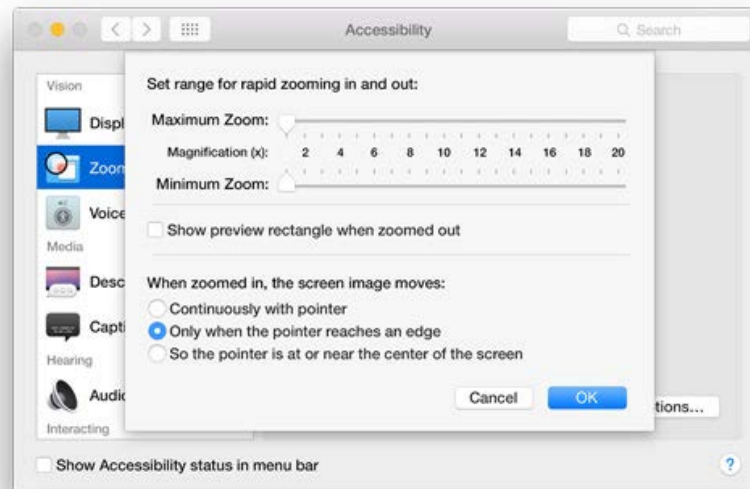 Accessibility
Search
Vision
Displ
Zoon
Voice
Media
Desc
Capti
Hearing
Audic
Interacting
Set range for rapid zooming in and out:
Maximum Zoom:
Magnification (x): 2 4 6 8 10 12 14 16 18 20
Minimum Zoom:
Show preview rectangle when zoomed out
When zoomed in, the screen image moves:
Continuously with pointer
Only when the pointer reaches an edge
So the pointer is at or near the center of the screen
Cancel OK
tions...
Show Accessibility status in menu bar
?